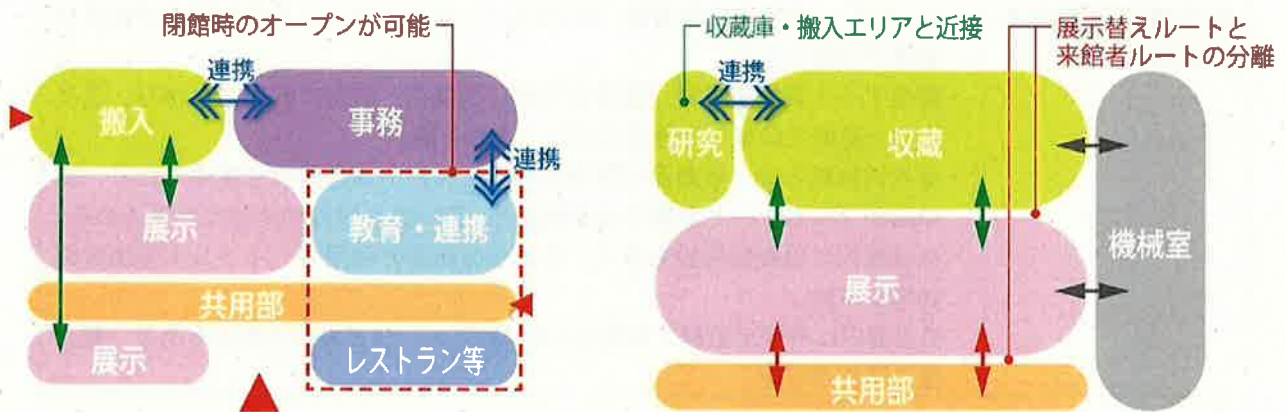 閉館時のオープンが可能
連携
搬入
事務
連携
展示
教育・連携
共用部
展示
レストラン等
収蔵庫・搬入エリアと近接
展示替えルートと
来館者ルートの分離
連携
研究
収蔵
機械室
展示
共用部